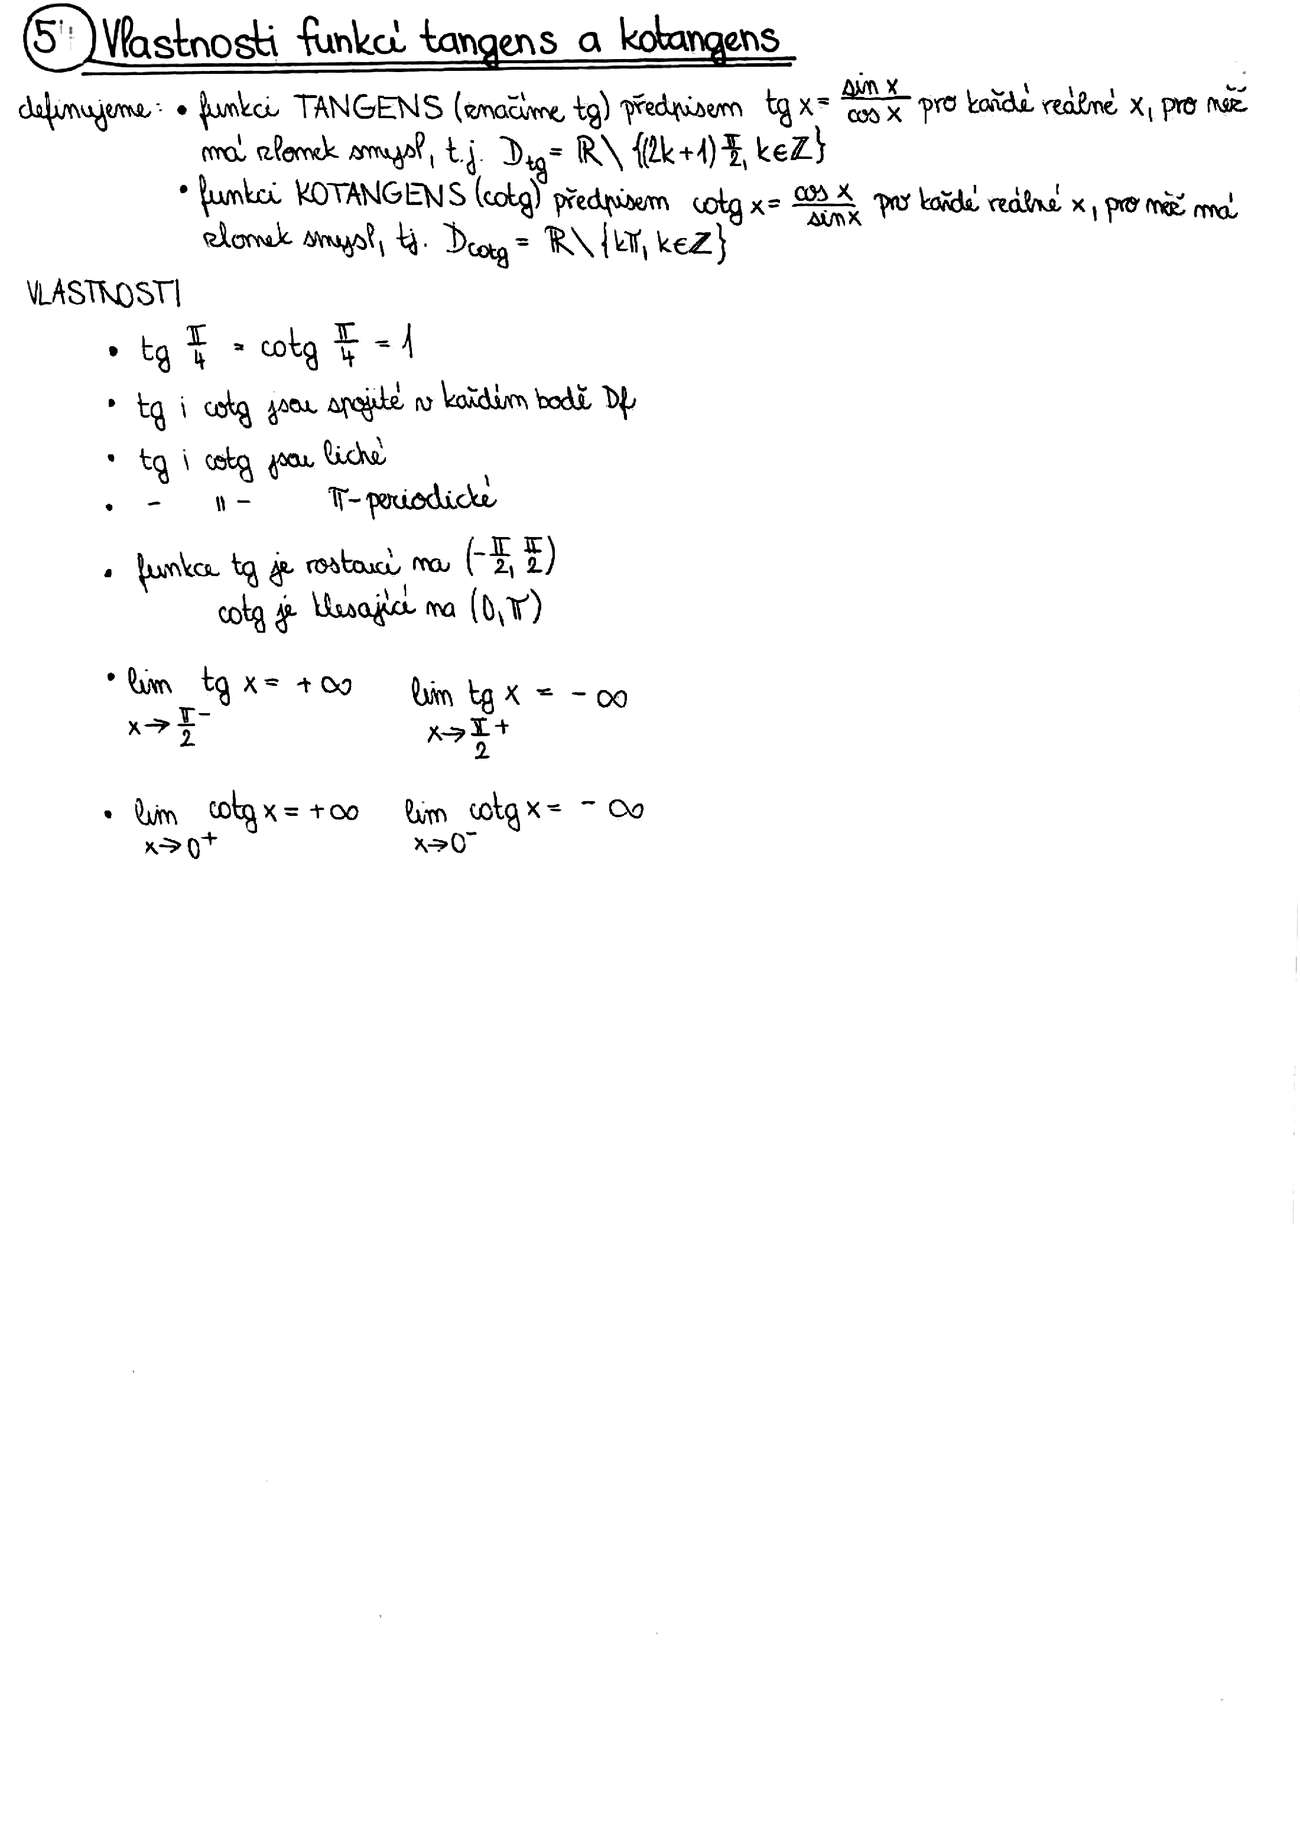 5. Vlastnosti funkcí tangens a kotangens
definujeme: • funkci TANGENS (značíme tg) předpisem tg x = sin x / cos x pro každé reálné x, pro něž
má zlomek smysl, t.j. D_tg = ℝ \ {(2k+1) π/2, k∈ℤ}
• funkci KOTANGENS (cotg) předpisem cotg x = cos x / sin x pro každé reálné x, pro něž má
zlomek smysl, tj. D_cotg = ℝ \ {kπ, k∈ℤ}
VLASTNOSTI
• tg π/4 = cotg π/4 = 1
• tg i cotg jsou spojité v každém bodě Df
• tg i cotg jsou liché
• - " - π-periodické
• funkce tg je rostoucí na (-π/2, π/2)
cotg je klesající na (0, π)
• lim tg x = +∞ lim tg x = -∞
x→π/2⁻ x→π/2⁺
• lim cotg x = +∞ lim cotg x = -∞
x→0⁺ x→0⁻